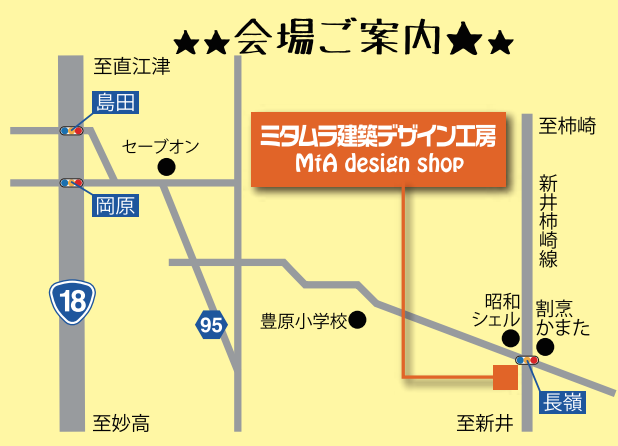 ★★会場ご案内★★
至直江津
島田
セーブオン
岡原
ミタムラ建築デザイン工房
MtA design shop
至柿崎
新井柿崎線
18
95
豊原小学校
昭和
シェル
割烹
かまた
長嶺
至妙高
至新井